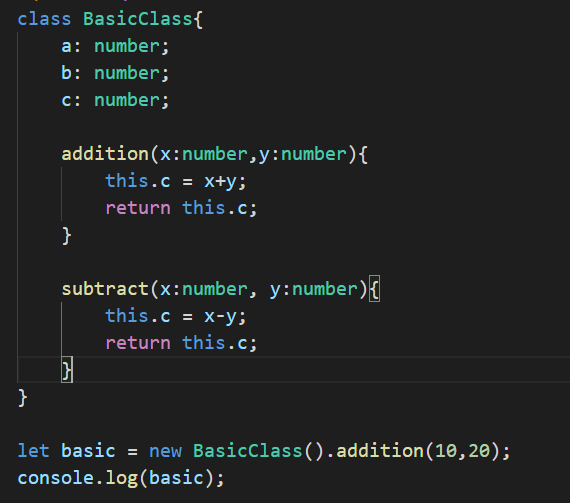 class BasicClass{
    a: number;
    b: number;
    c: number;

    addition(x:number,y:number){
        this.c = x+y;
        return this.c;
    }

    subtract(x:number, y:number){
        this.c = x-y;
        return this.c;
    }
}

let basic = new BasicClass().addition(10,20);
console.log(basic);